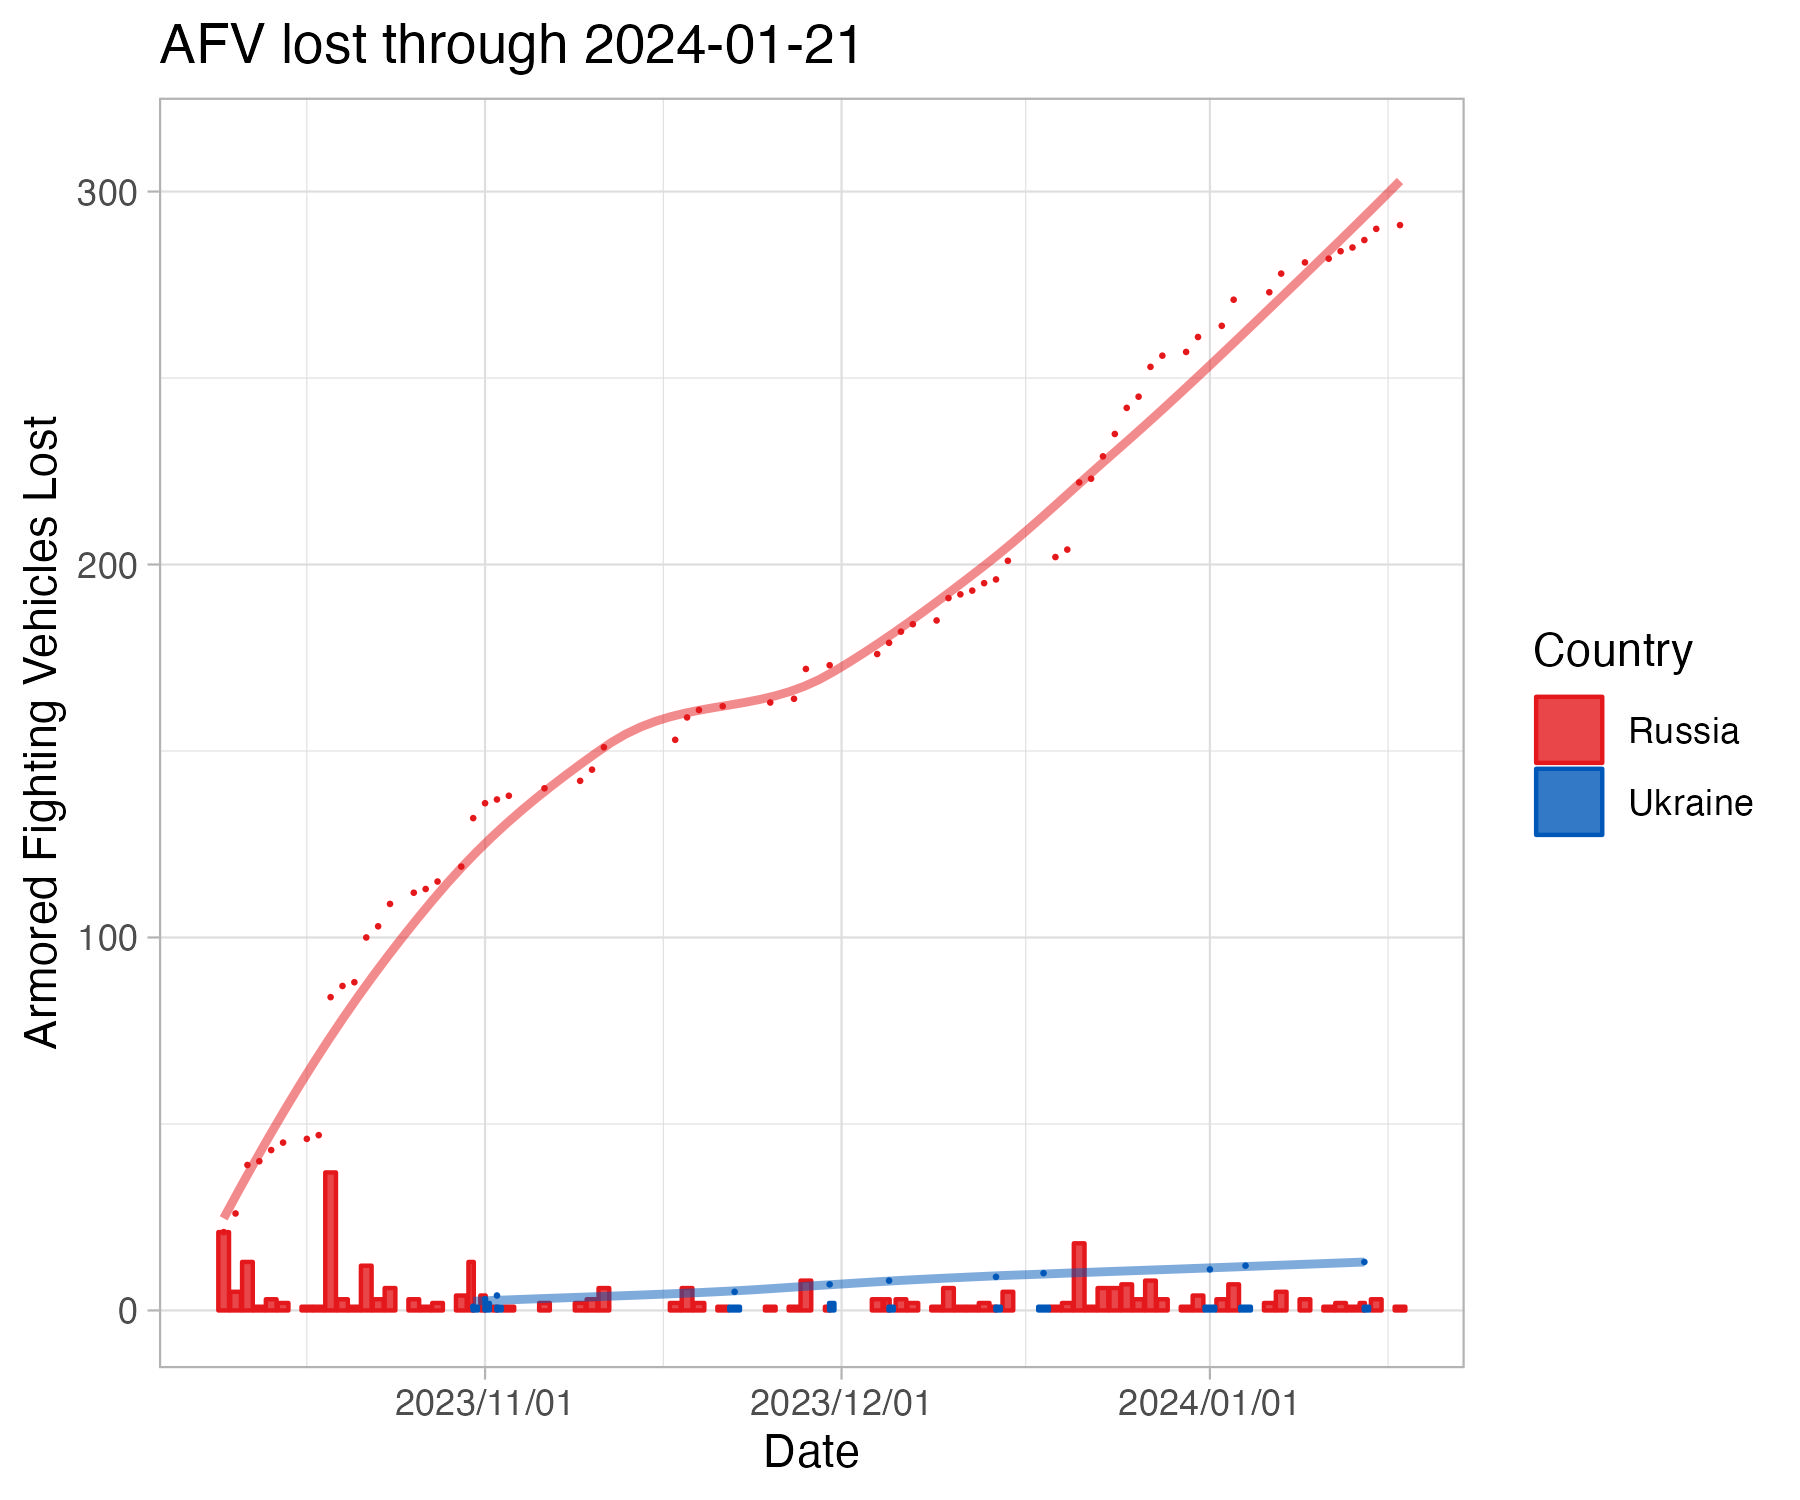 AFV lost through 2024-01-21
Armored Fighting Vehicles Lost
300
200
100
0
2023/11/01
2023/12/01
2024/01/01
Date
Country
Russia
Ukraine